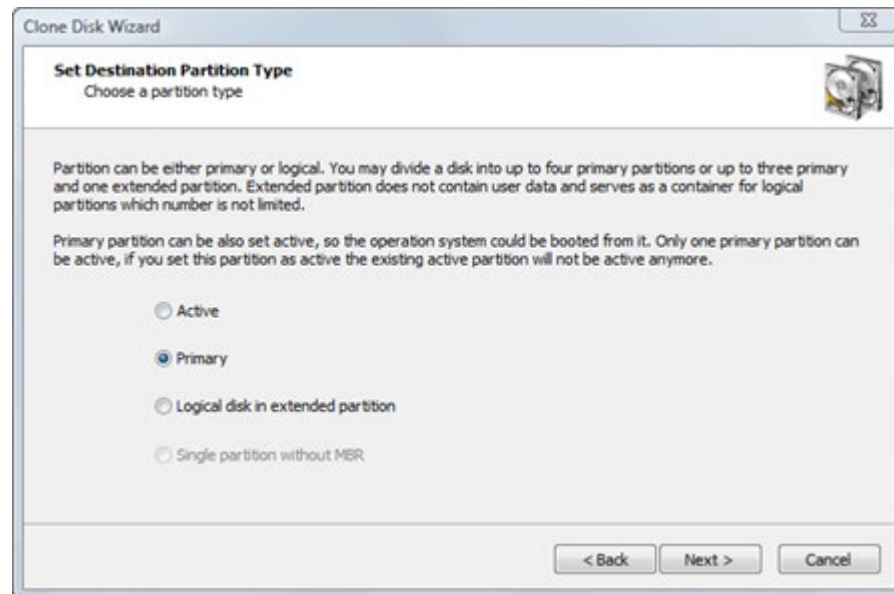 Clone Disk Wizard
Set Destination Partition Type
Choose a partition type
Partition can be either primary or logical. You may divide a disk into up to four primary partitions or up to three primary
and one extended partition. Extended partition does not contain user data and serves as a container for logical
partitions which number is not limited.
Primary partition can be also set active, so the operation system could be booted from it. Only one primary partition can
be active, if you set this partition as active the existing active partition will not be active anymore.
Active
Primary
Logical disk in extended partition
Single partition without MBR
< Back
Next >
Cancel